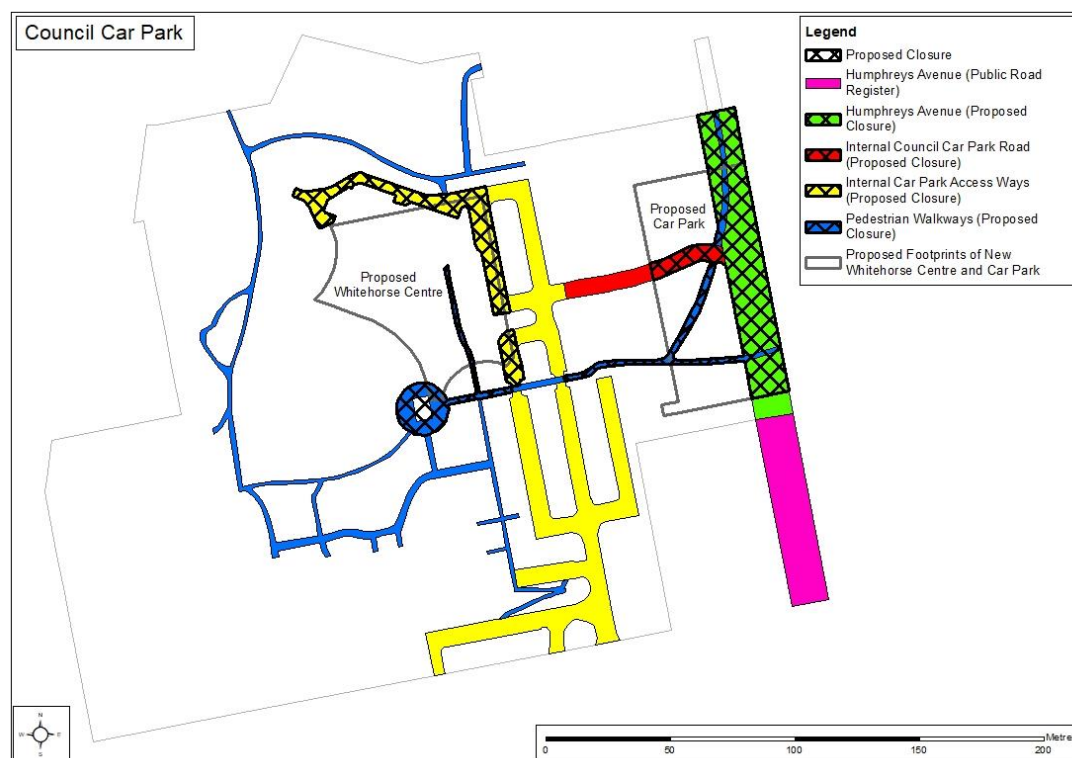 Council Car Park
Legend
Proposed Closure
Humphreys Avenue (Public Road
Register)
Humphreys Avenue (Proposed
Closure)
Internal Council Car Park Road
(Proposed Closure)
Internal Car Park Access Ways
(Proposed Closure)
Pedestrian Walkways (Proposed
Closure)
Proposed Footprints of New
Whitehorse Centre and Car Park
Proposed
Car Park
Proposed
Whitehorse Centre
N
W E
S
Metre
0 50 100 150 200